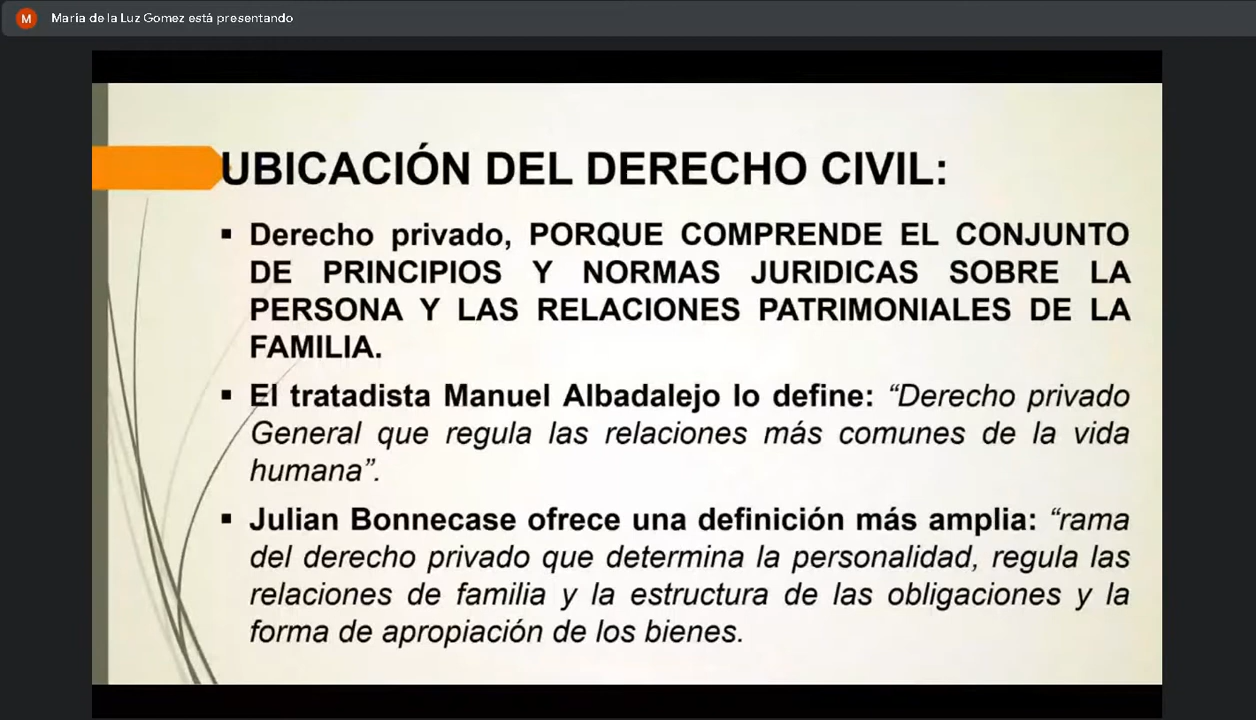 M María de la Luz Gomez está presentando
UBICACIÓN DEL DERECHO CIVIL:
▪ Derecho privado, PORQUE COMPRENDE EL CONJUNTO
DE PRINCIPIOS Y NORMAS JURIDICAS SOBRE LA
PERSONA Y LAS RELACIONES PATRIMONIALES DE LA
FAMILIA.
▪ El tratadista Manuel Albadalejo lo define: “Derecho privado
General que regula las relaciones más comunes de la vida
humana”.
▪ Julian Bonnecase ofrece una definición más amplia: “rama
del derecho privado que determina la personalidad, regula las
relaciones de familia y la estructura de las obligaciones y la
forma de apropiación de los bienes.